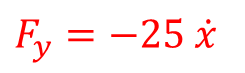 F_y = −25 ẋ